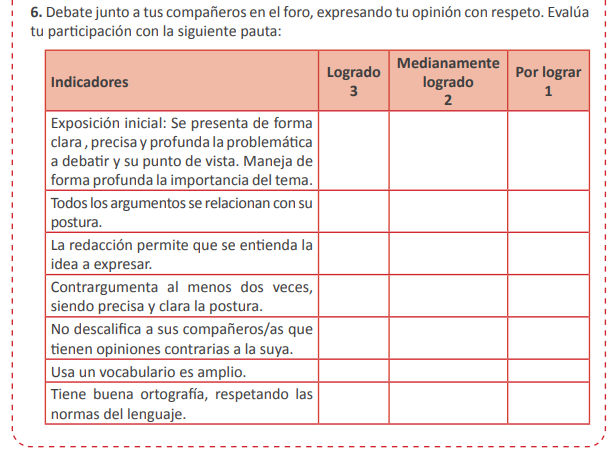 6. Debate junto a tus compañeros en el foro, expresando tu opinión con respeto. Evalúa
tu participación con la siguiente pauta:
Indicadores
Logrado
3
Medianamente
logrado
2
Por lograr
1
Exposición inicial: Se presenta de forma
clara , precisa y profunda la problemática
a debatir y su punto de vista. Maneja de
forma profunda la importancia del tema.
Todos los argumentos se relacionan con su
postura.
La redacción permite que se entienda la
idea a expresar.
Contrargumenta al menos dos veces,
siendo precisa y clara la postura.
No descalifica a sus compañeros/as que
tienen opiniones contrarias a la suya.
Usa un vocabulario es amplio.
Tiene buena ortografía, respetando las
normas del lenguaje.